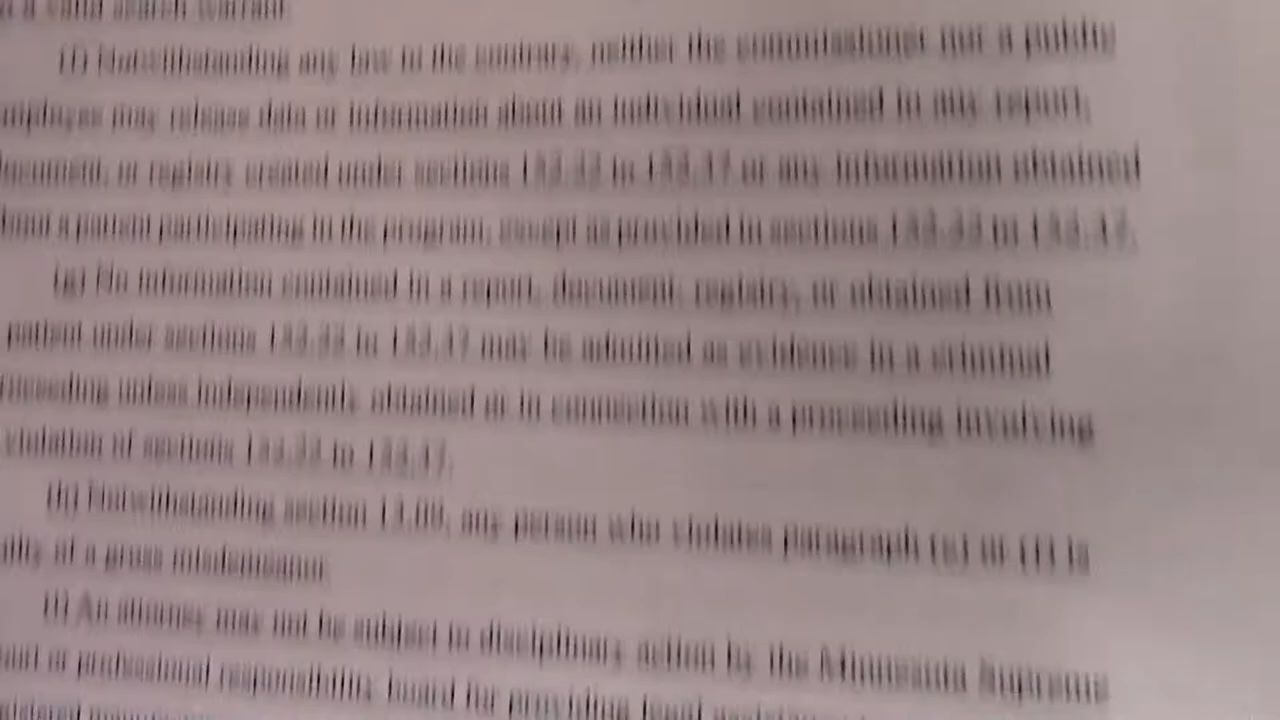 a valid search warrant.
(f) Notwithstanding any law to the contrary, neither the commissioner nor a public
employee may release data or information about an individual contained in any report,
document, or registry created under sections 152.22 to 152.37 or any information obtained
about a patient participating in the program, except as provided in sections 152.22 to 152.37.
(g) No information contained in a report, document, registry, or obtained from
patient under sections 152.22 to 152.37 may be admitted as evidence in a criminal
proceeding unless independently obtained or in connection with a proceeding involving
violation of sections 152.22 to 152.37.
(h) Notwithstanding section 13.09, any person who violates paragraph (e) or (f) is
guilty of a gross misdemeanor.
(i) An attorney may not be subject to disciplinary action by the Minnesota Supreme
court or professional responsibility board for providing legal assistance